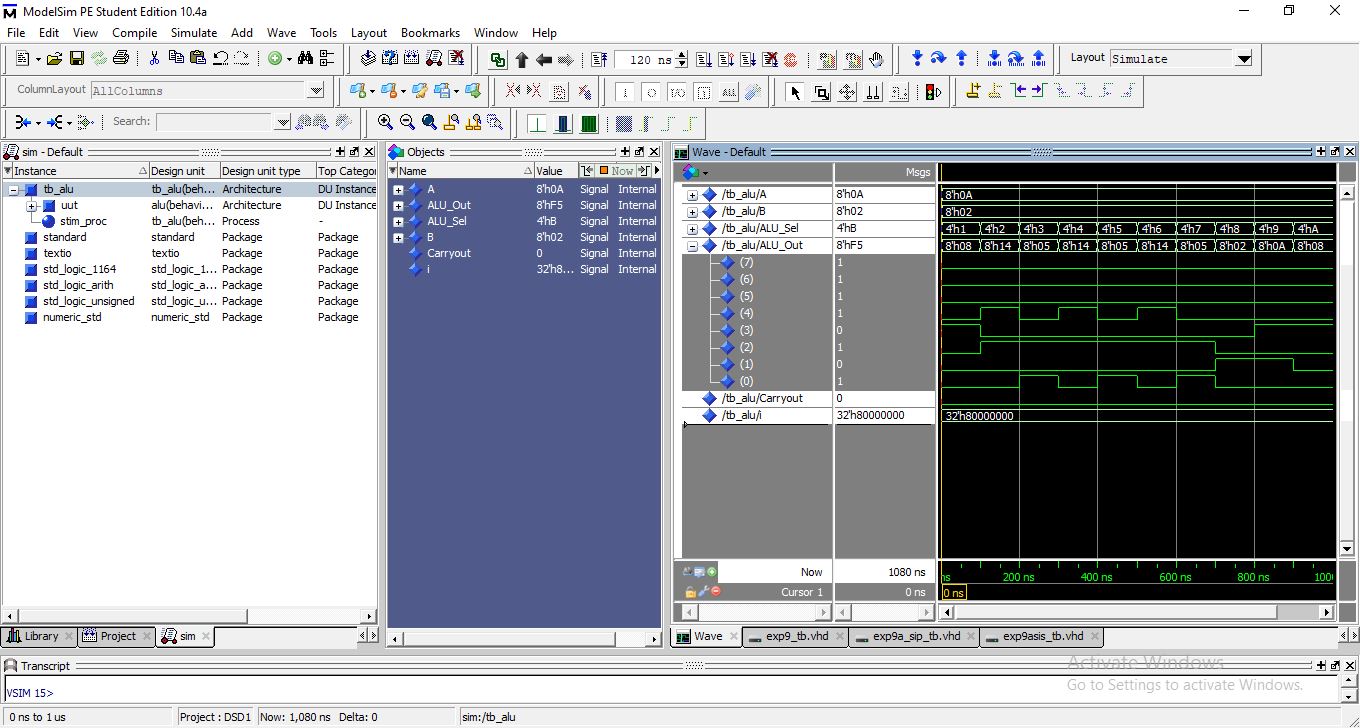 ModelSim PE Student Edition 10.4a
File Edit View Compile Simulate Add Wave Tools Layout Bookmarks Window Help
120 ns
Layout Simulate
ColumnLayout AllColumns
Search:
sim - Default
Instance Design unit Design unit type Top Categor
tb_alu tb_alu(beh... Architecture DU Instance
uut alu(behavi... Architecture DU Instance
stim_proc tb_alu(beh... Process -
standard standard Package Package
textio textio Package Package
std_logic_1164 std_logic_1... Package Package
std_logic_arith std_logic_a... Package Package
std_logic_unsigned std_logic_u... Package Package
numeric_std numeric_std Package Package
Library Project sim
Objects
Name Value Now
A 8'h0A Signal Internal
ALU_Out 8'hF5 Signal Internal
ALU_Sel 4'hB Signal Internal
B 8'h02 Signal Internal
Carryout 0 Signal Internal
i 32'h8... Signal Internal
Wave - Default
Msgs
/tb_alu/A 8'h0A 8'h0A
/tb_alu/B 8'h02 8'h02
/tb_alu/ALU_Sel 4'hB 4'h1 4'h2 4'h3 4'h4 4'h5 4'h6 4'h7 4'h8 4'h9 4'hA
/tb_alu/ALU_Out 8'hF5 8'h08 8'h14 8'h05 8'h14 8'h05 8'h14 8'h05 8'h02 8'h0A 8'h08
(7) 1
(6) 1
(5) 1
(4) 1
(3) 0
(2) 1
(1) 0
(0) 1
/tb_alu/Carryout 0
/tb_alu/i 32'h80000000 32'h80000000
Now 1080 ns ns 200 ns 400 ns 600 ns 800 ns 100
Cursor 1 0 ns 0 ns
Wave exp9_tb.vhd exp9a_sip_tb.vhd exp9asis_tb.vhd
Transcript
Activate Windows
Go to Settings to activate Windows.
VSIM 15>
0 ns to 1 us Project : DSD1 Now: 1,080 ns Delta: 0 sim:/tb_alu